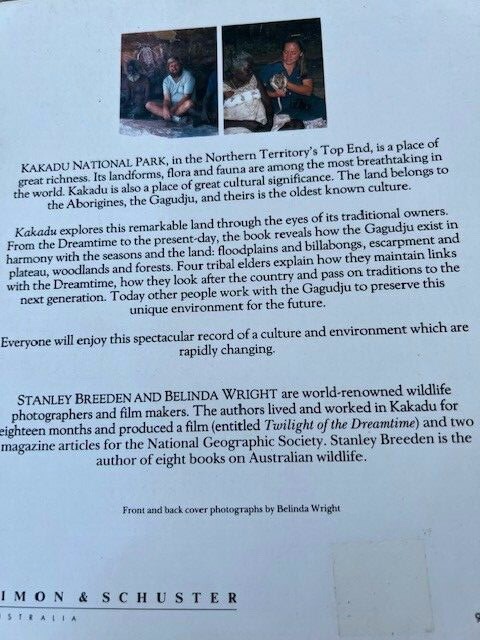 KAKADU NATIONAL PARK, in the Northern Territory's Top End, is a place of
great richness. Its landforms, flora and fauna are among the most breathtaking in
the world. Kakadu is also a place of great cultural significance. The land belongs to
the Aborigines, the Gagudju, and theirs is the oldest known culture.
Kakadu explores this remarkable land through the eyes of its traditional owners.
From the Dreamtime to the present-day, the book reveals how the Gagudju exist in
harmony with the seasons and the land: floodplains and billabongs, escarpment and
plateau, woodlands and forests. Four tribal elders explain how they maintain links
with the Dreamtime, how they look after the country and pass on traditions to the
next generation. Today other people work with the Gagudju to preserve this
unique environment for the future.
Everyone will enjoy this spectacular record of a culture and environment which are
rapidly changing.
STANLEY BREEDEN AND BELINDA WRIGHT are world-renowned wildlife
photographers and film makers. The authors lived and worked in Kakadu for
eighteen months and produced a film (entitled Twilight of the Dreamtime) and two
magazine articles for the National Geographic Society. Stanley Breeden is the
author of eight books on Australian wildlife.
Front and back cover photographs by Belinda Wright
IMON & SCHUSTER
STRALIA
9